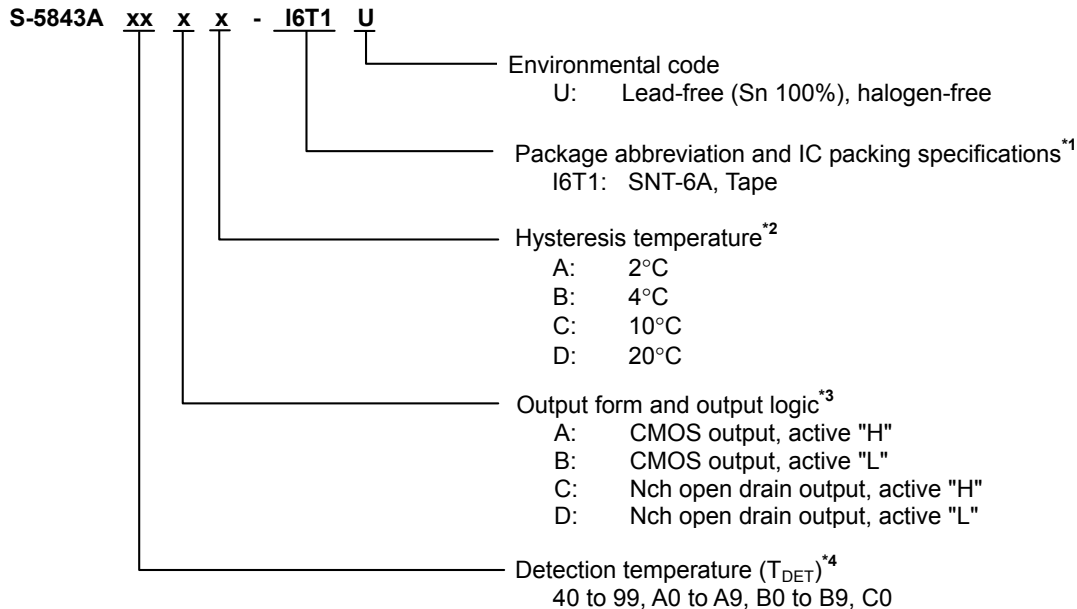 S-5843A xx x x - I6T1 U
Environmental code
U: Lead-free (Sn 100%), halogen-free
Package abbreviation and IC packing specifications*1
I6T1: SNT-6A, Tape
Hysteresis temperature*2
A: 2°C
B: 4°C
C: 10°C
D: 20°C
Output form and output logic*3
A: CMOS output, active "H"
B: CMOS output, active "L"
C: Nch open drain output, active "H"
D: Nch open drain output, active "L"
Detection temperature (TDET)*4
40 to 99, A0 to A9, B0 to B9, C0